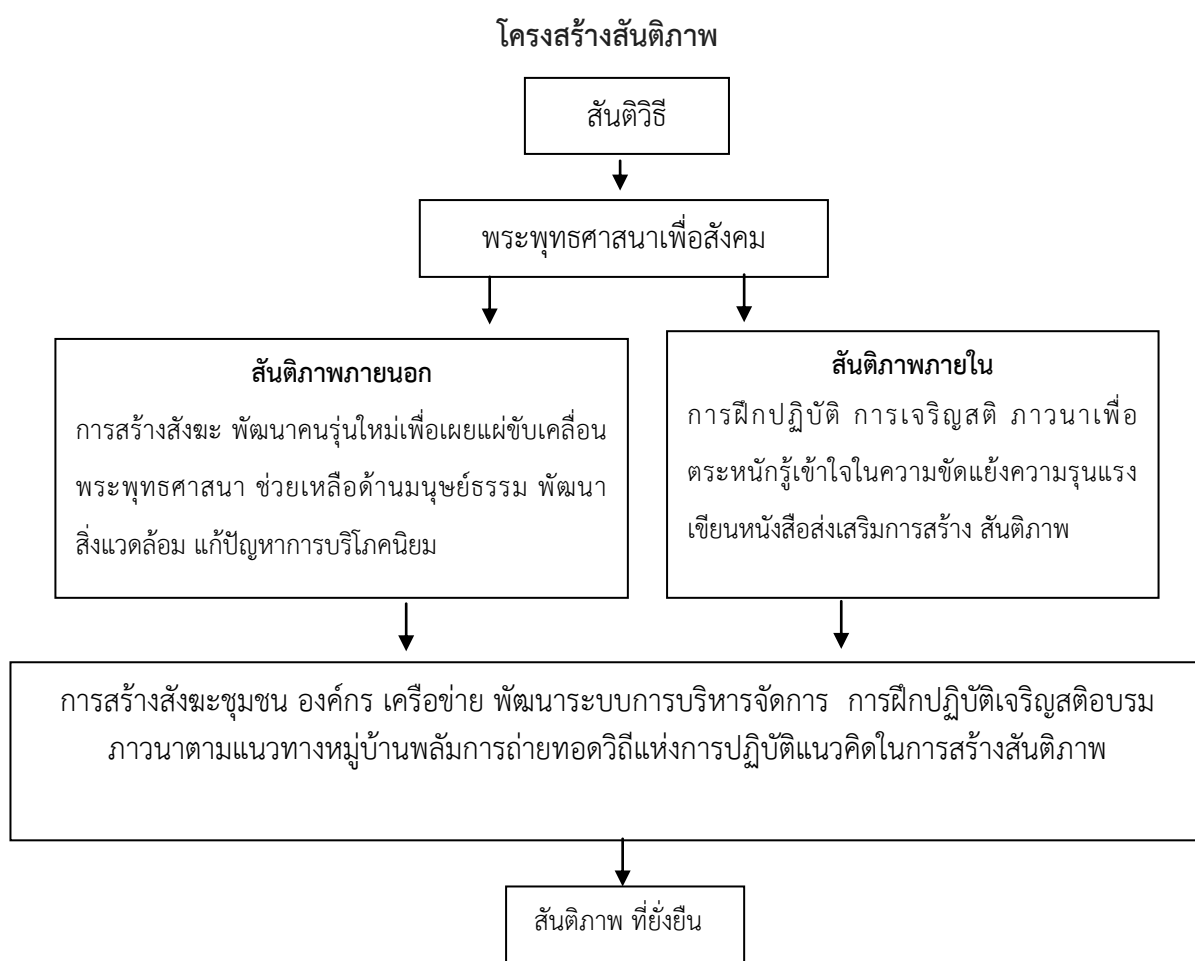 โครงสร้างสันติภาพ
สันติวิธี
พระพุทธศาสนาเพื่อสังคม
สันติภาพภายนอก
การสร้างสังฆะ พัฒนาคนรุ่นใหม่เพื่อเผยแผ่ขับเคลื่อน
พระพุทธศาสนา ช่วยเหลือด้านมนุษย์ธรรม พัฒนา
สิ่งแวดล้อม แก้ปัญหาการบริโภคนิยม
สันติภาพภายใน
การฝึกปฏิบัติ การเจริญสติ ภาวนาเพื่อ
ตระหนักรู้เข้าใจในความขัดแย้งความรุนแรง
เขียนหนังสือส่งเสริมการสร้าง สันติภาพ
การสร้างสังฆะชุมชน องค์กร เครือข่าย พัฒนาระบบการบริหารจัดการ การฝึกปฏิบัติเจริญสติอบรม
ภาวนาตามแนวทางหมู่บ้านพลัมการถ่ายทอดวิถีแห่งการปฏิบัติแนวคิดในการสร้างสันติภาพ
สันติภาพ ที่ยั่งยืน